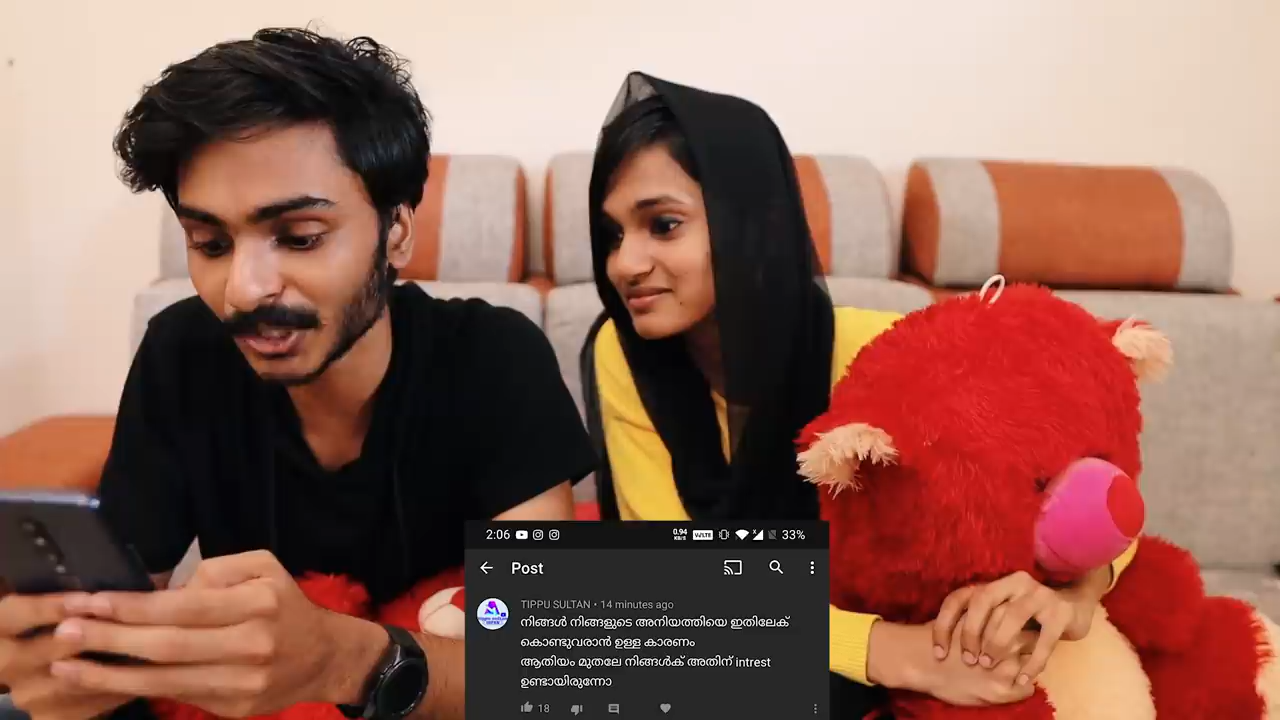 2:06 0.94 KB/S VoLTE 33%
Post
TIPPU SULTAN • 14 minutes ago
നിങ്ങൾ നിങ്ങളുടെ അനിയത്തിയെ ഇതിലേക്
കൊണ്ടുവരാൻ ഉള്ള കാരണം
ആതിയം മുതലേ നിങ്ങൾക് അതിന് intrest
ഉണ്ടായിരുന്നോ
18